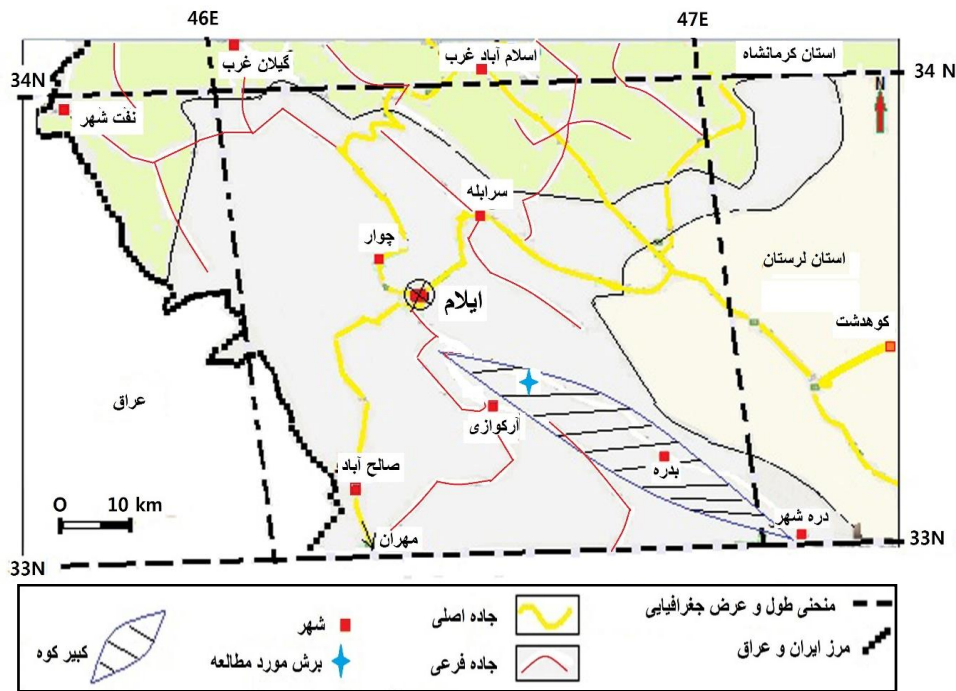 46E
47E
34N
34 N
گیلان غرب
اسلام آباد غرب
استان کرمانشاه
N
نفت شهر
سرابله
چوار
ایلام
استان لرستان
کوهدشت
عراق
آرکوازی
بدره
صالح آباد
O 10 km
مهران
دره شهر
33N
33N
منحنی طول و عرض جغرافیایی
مرز ایران و عراق
جاده اصلی
جاده فرعی
شهر
برش مورد مطالعه
کبیر کوه